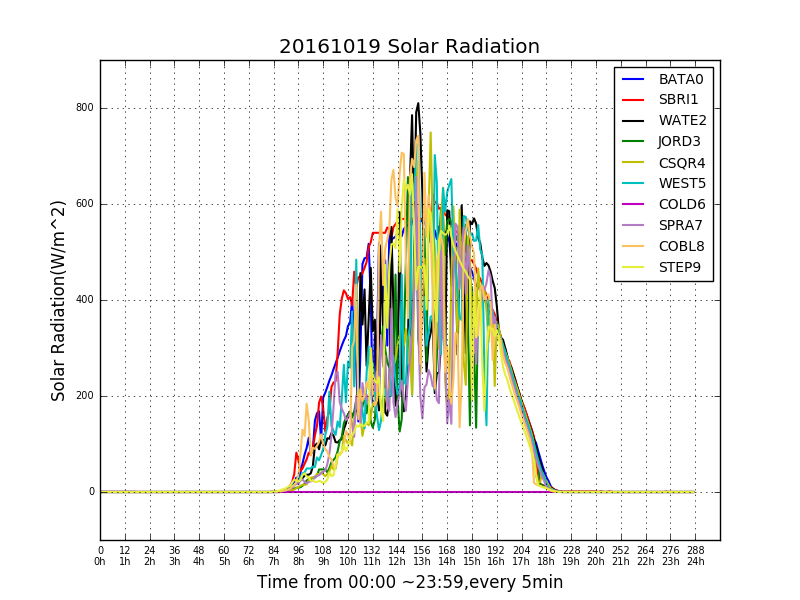 20161019 Solar Radiation
Solar Radiation(W/m^2)
800
600
400
200
0
BATA0
SBRI1
WATE2
JORD3
CSQR4
WEST5
COLD6
SPRA7
COBL8
STEP9
0 12 24 36 48 60 72 84 96 108 120 132 144 156 168 180 192 204 216 228 240 252 264 276 288
0h 1h 2h 3h 4h 5h 6h 7h 8h 9h 10h 11h 12h 13h 14h 15h 16h 17h 18h 19h 20h 21h 22h 23h 24h
Time from 00:00 ~23:59,every 5min